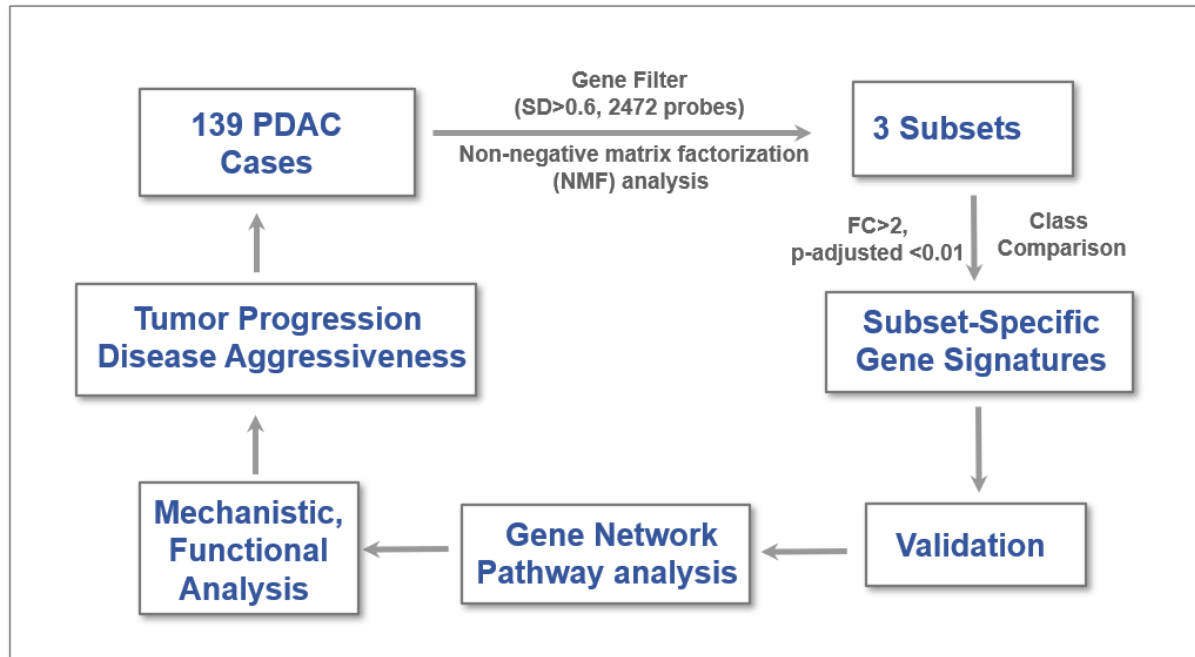 139 PDAC
Cases
Gene Filter
(SD>0.6, 2472 probes)
Non-negative matrix factorization
(NMF) analysis
3 Subsets
FC>2,
p-adjusted <0.01
Class
Comparison
Subset-Specific
Gene Signatures
Validation
Gene Network
Pathway analysis
Mechanistic,
Functional
Analysis
Tumor Progression
Disease Aggressiveness